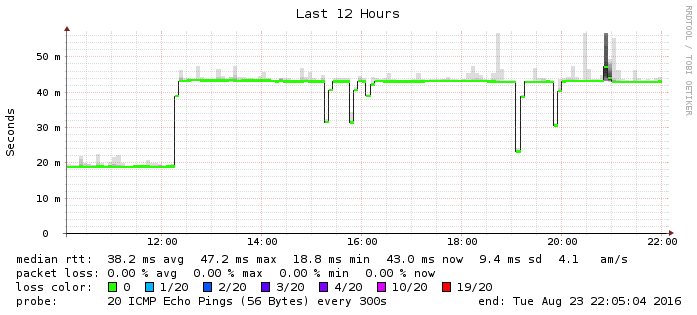 Last 12 Hours
RRDTOOL / TOBI OETIKER
Seconds
50 m
40 m
30 m
20 m
10 m
0
12:00 14:00 16:00 18:00 20:00 22:00
median rtt: 38.2 ms avg 47.2 ms max 18.8 ms min 43.0 ms now 9.4 ms sd 4.1 am/s
packet loss: 0.00 % avg 0.00 % max 0.00 % min 0.00 % now
loss color: 0 1/20 2/20 3/20 4/20 10/20 19/20
probe: 20 ICMP Echo Pings (56 Bytes) every 300s end: Tue Aug 23 22:05:04 2016